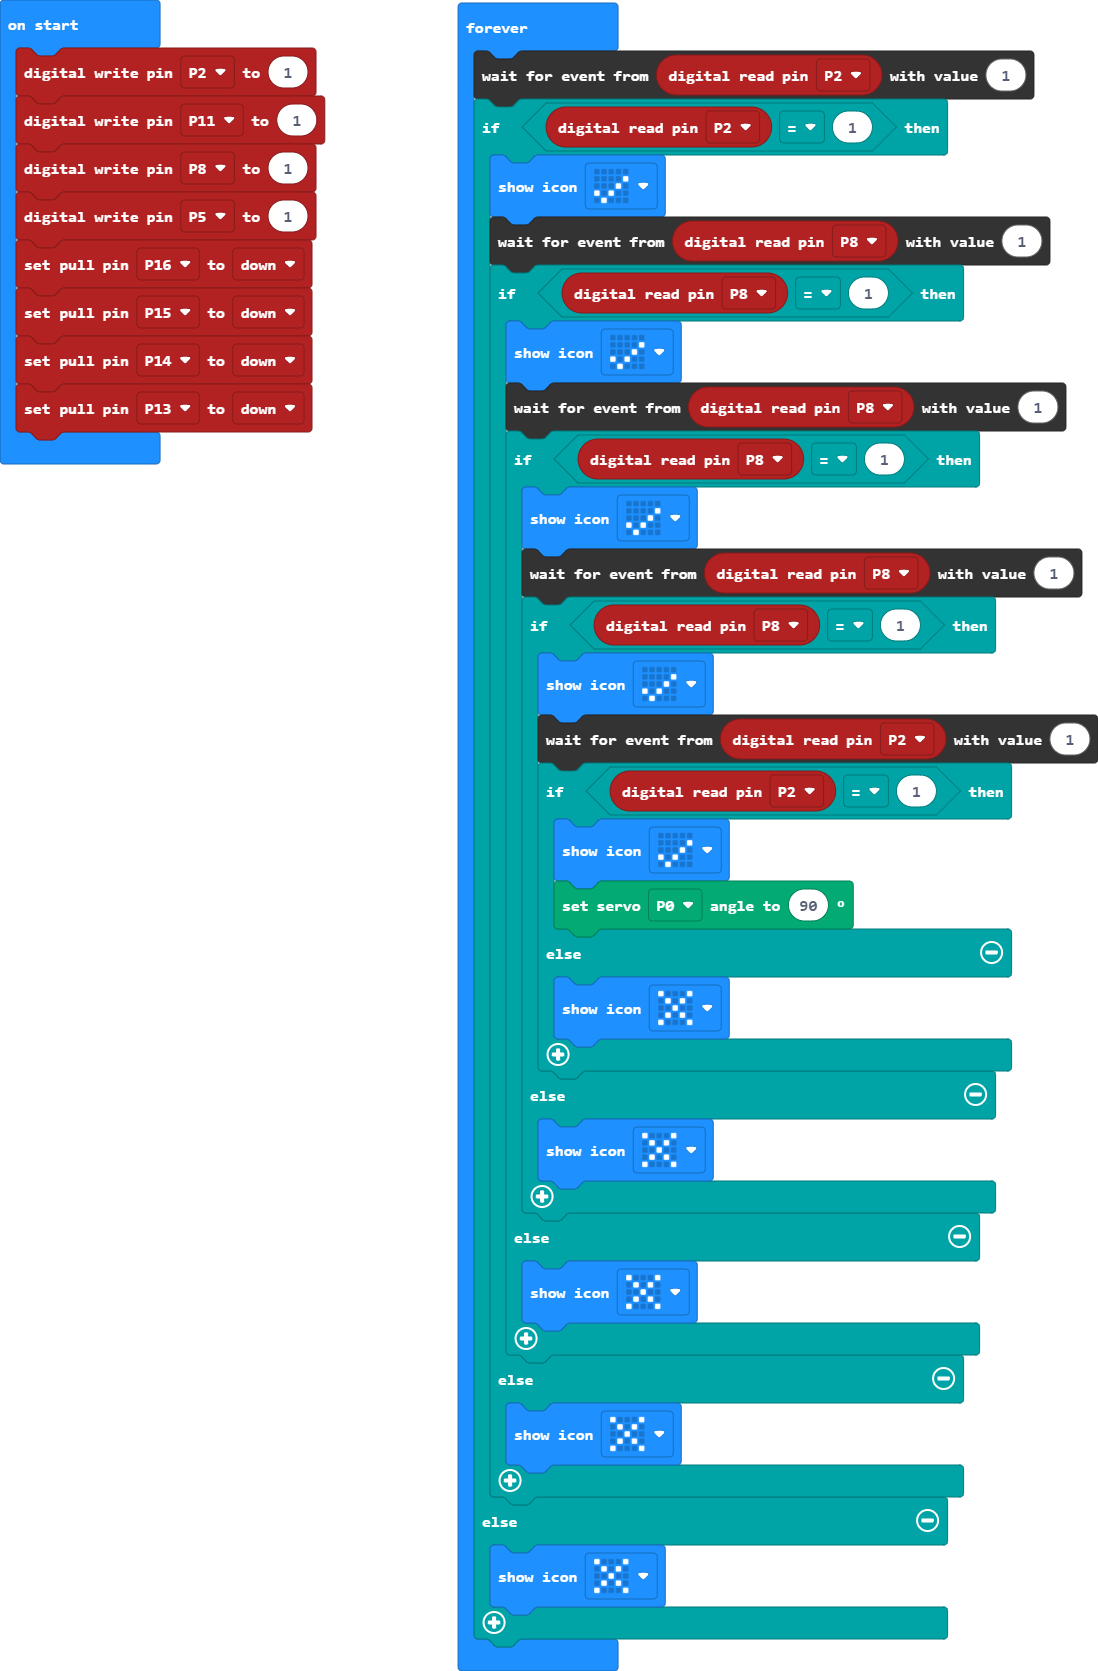 on start
digital write pin P2 to 1
digital write pin P11 to 1
digital write pin P8 to 1
digital write pin P5 to 1
set pull pin P16 to down
set pull pin P15 to down
set pull pin P14 to down
set pull pin P13 to down
forever
wait for event from digital read pin P2 with value 1
if digital read pin P2 = 1 then
show icon
wait for event from digital read pin P8 with value 1
if digital read pin P8 = 1 then
show icon
wait for event from digital read pin P8 with value 1
if digital read pin P8 = 1 then
show icon
wait for event from digital read pin P8 with value 1
if digital read pin P8 = 1 then
show icon
wait for event from digital read pin P2 with value 1
if digital read pin P2 = 1 then
show icon
set servo P0 angle to 90 °
else
show icon
else
show icon
else
show icon
else
show icon
else
show icon